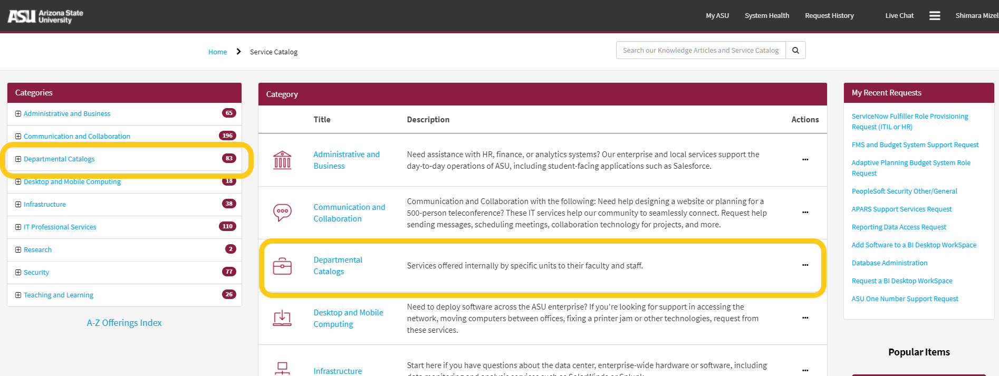 ASU Arizona State
University
My ASU
System Health
Request History
Live Chat
Shimara Mizel
Home
Service Catalog
Search our Knowledge Articles and Service Catalog
Categories
Administrative and Business 65
Communication and Collaboration 196
Departmental Catalogs 83
Desktop and Mobile Computing 18
Infrastructure 38
IT Professional Services 110
Research 2
Security 77
Teaching and Learning 26
A-Z Offerings Index
Category
Title Description Actions
Administrative and
Business
Need assistance with HR, finance, or analytics systems? Our enterprise and local services support the
day-to-day operations of ASU, including student-facing applications such as Salesforce.
...
Communication and
Collaboration
Communication and Collaboration with the following: Need help designing a website or planning for a
500-person teleconference? These IT services help our community to seamlessly connect. Request help
sending messages, scheduling meetings, collaboration technology for projects, and more.
...
Departmental
Catalogs
Services offered internally by specific units to their faculty and staff.
...
Desktop and Mobile
Computing
Need to deploy software across the ASU enterprise? If you're looking for support in accessing the
network, moving computers between offices, fixing a printer jam or other technologies, request from
these services.
...
Infrastructure
Start here if you have questions about the data center, enterprise-wide hardware or software, including
data monitoring and analysis services such as SolarWinds or Splunk.
...
My Recent Requests
ServiceNow Fulfiller Role Provisioning
Request (ITIL or HR)
FMS and Budget System Support Request
Adaptive Planning Budget System Role
Request
PeopleSoft Security Other/General
APARS Support Services Request
Reporting Data Access Request
Add Software to a BI Desktop WorkSpace
Database Administration
Request a BI Desktop WorkSpace
ASU One Number Support Request
Popular Items